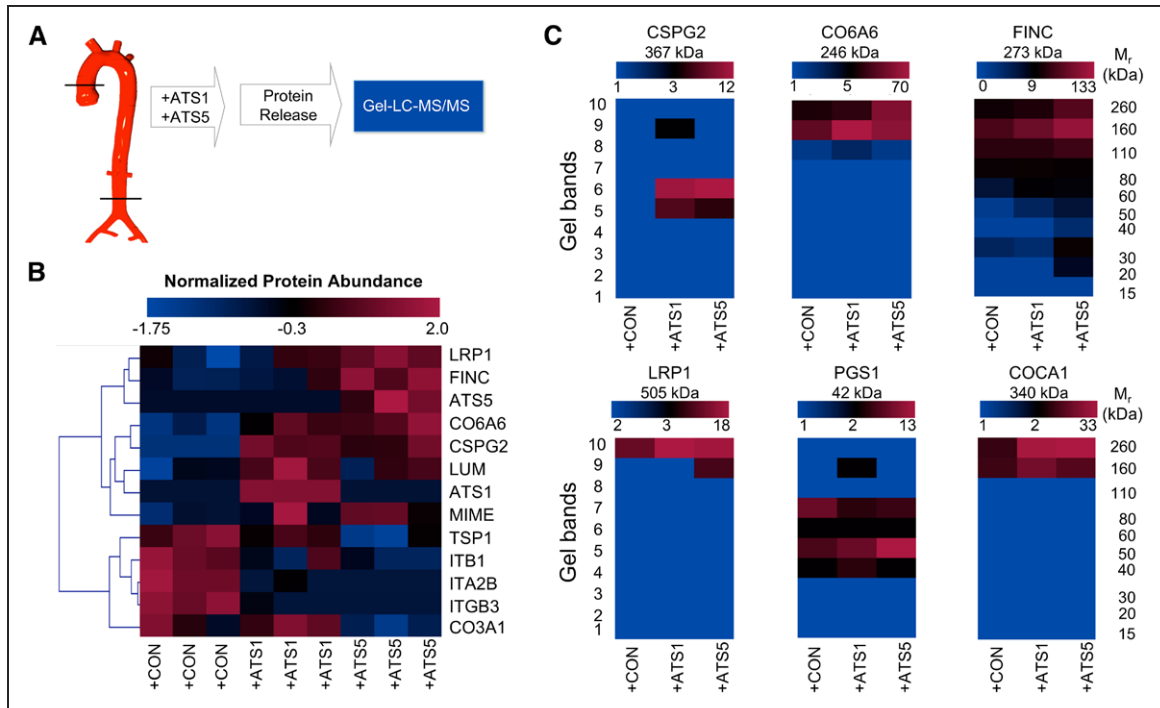 A
+ATS1
+ATS5
Protein
Release
Gel-LC-MS/MS
B
Normalized Protein Abundance
-1.75
-0.3
2.0
LRP1
FINC
ATS5
CO6A6
CSPG2
LUM
ATS1
MIME
TSP1
ITB1
ITA2B
ITGB3
CO3A1
+CON
+CON
+CON
+ATS1
+ATS1
+ATS1
+ATS5
+ATS5
+ATS5
C
CSPG2
367 kDa
1 3 12
Gel bands
10
9
8
7
6
5
4
3
2
1
+CON
+ATS1
+ATS5
CO6A6
246 kDa
1 5 70
+CON
+ATS1
+ATS5
FINC
273 kDa
0 9 133
Mr
(kDa)
260
160
110
80
60
50
40
30
20
15
+CON
+ATS1
+ATS5
LRP1
505 kDa
2 3 18
Gel bands
10
9
8
7
6
5
4
3
2
1
+CON
+ATS1
+ATS5
PGS1
42 kDa
1 2 13
+CON
+ATS1
+ATS5
COCA1
340 kDa
1 2 33
Mr
(kDa)
260
160
110
80
60
50
40
30
20
15
+CON
+ATS1
+ATS5